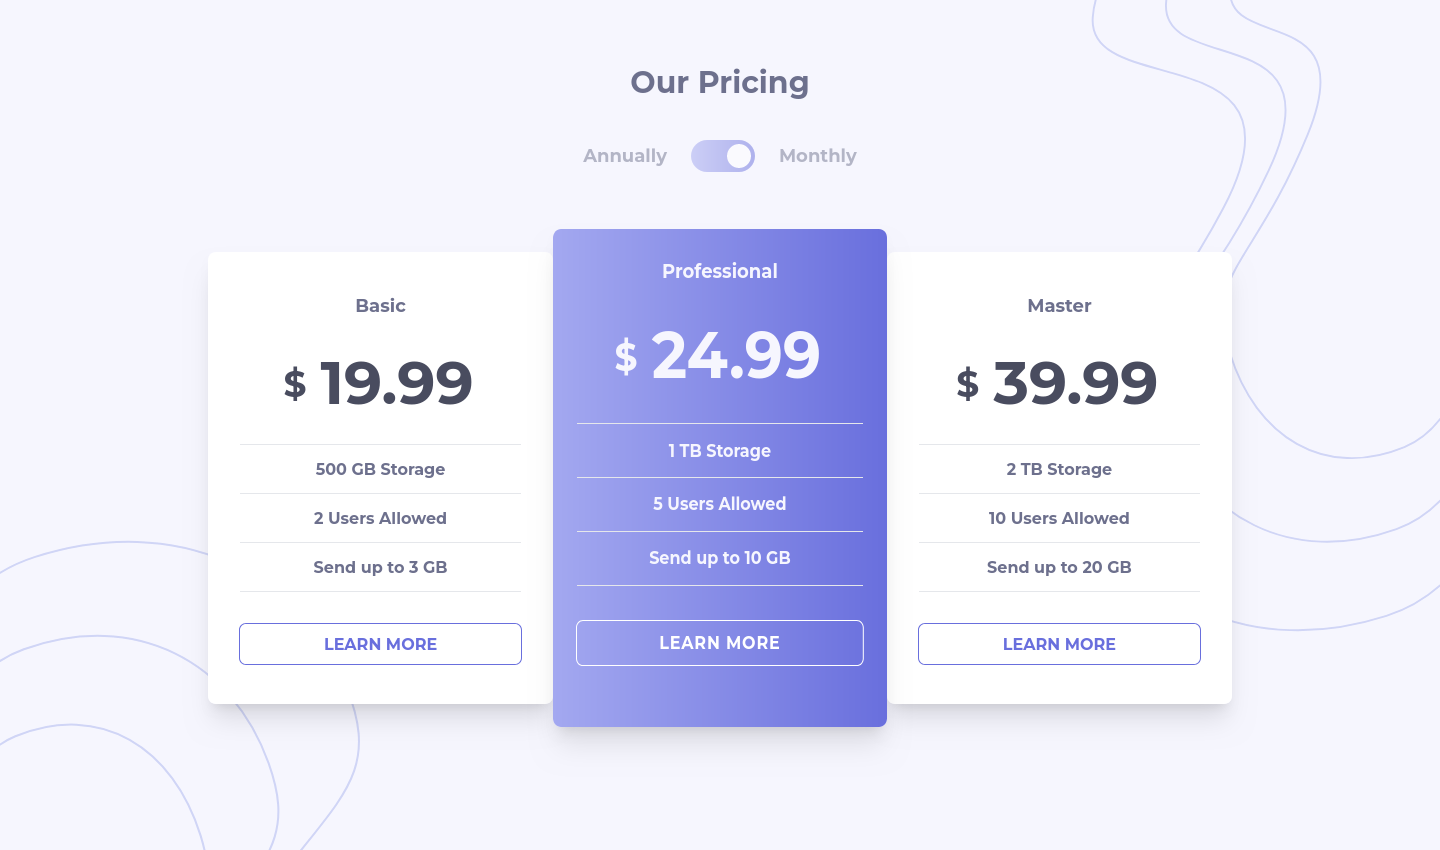 Our Pricing
Annually Monthly
Basic
$ 19.99
500 GB Storage
2 Users Allowed
Send up to 3 GB
LEARN MORE
Professional
$ 24.99
1 TB Storage
5 Users Allowed
Send up to 10 GB
LEARN MORE
Master
$ 39.99
2 TB Storage
10 Users Allowed
Send up to 20 GB
LEARN MORE